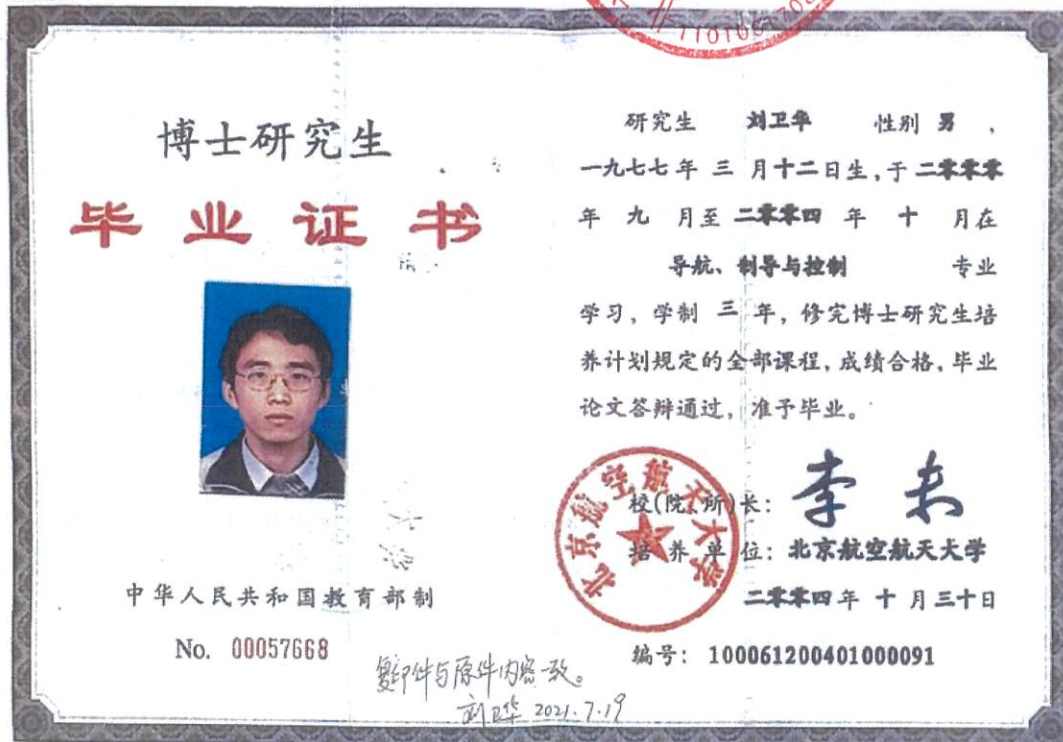 博士研究生
毕业证书
中华人民共和国教育部制
No. 00057668
研究生 刘卫华 性别 男 ,
一九七七年 三 月十二日生,于 二零零零
年 九 月至 二零零四 年 十 月在
导航、制导与控制 专业
学习,学制 三 年,修完博士研究生培
养计划规定的全部课程,成绩合格,毕业
论文答辩通过,准予毕业。
校(院、所)长: 李未
培养单位: 北京航空航天大学
二零零四年 十 月三十日
编号: 100061200401000091
北京航空航天大学
复印件与原件内容一致。
刘卫华 2021.7.19